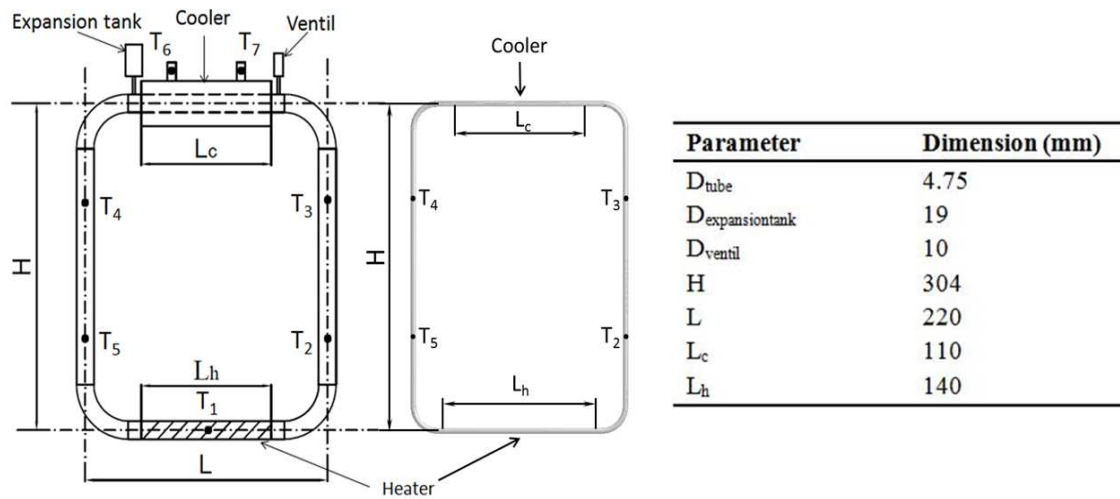 Expansion tank
Cooler
Ventil
T6
T7
Lc
T4
T3
H
T5
T2
Lh
T1
L
Heater
Cooler
Lc
T4
T3
H
T5
T2
Lh
Parameter Dimension (mm)
Dtube 4.75
Dexpansiontank 19
Dventil 10
H 304
L 220
Lc 110
Lh 140